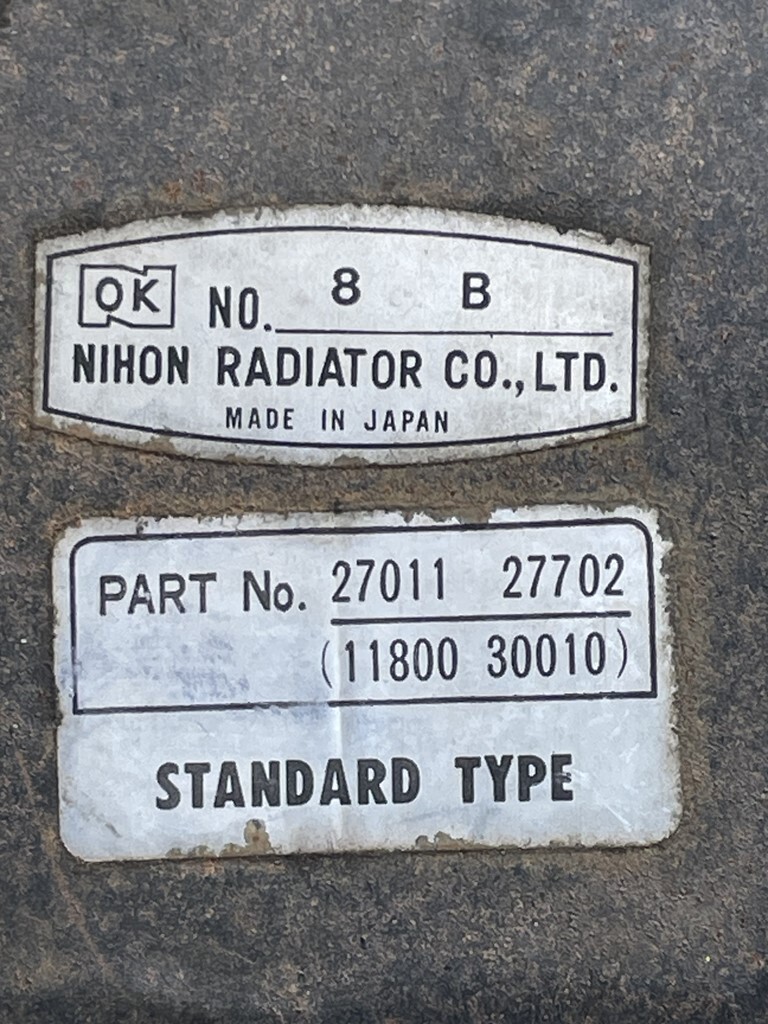 OK NO. 8 B
NIHON RADIATOR CO., LTD.
MADE IN JAPAN
PART No. 27011 27702
(11800 30010)
STANDARD TYPE